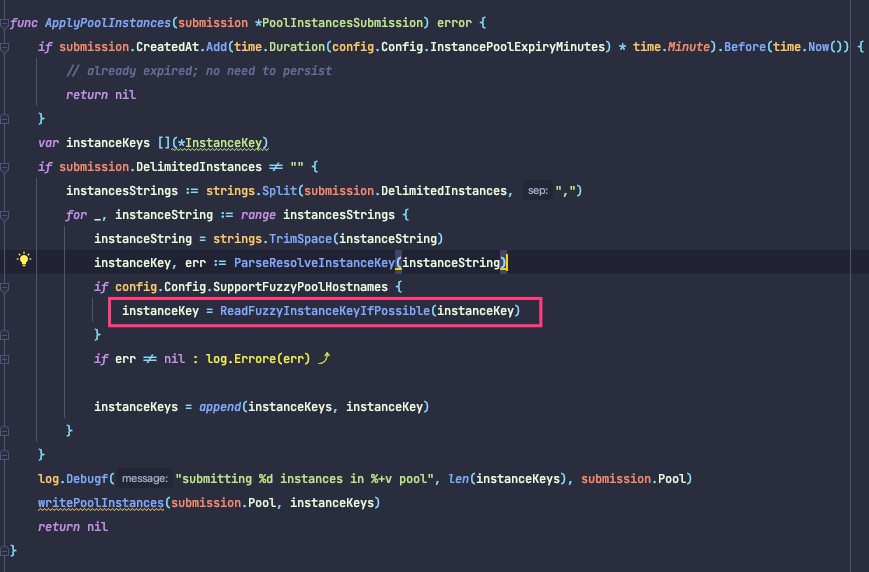 func ApplyPoolInstances(submission *PoolInstancesSubmission) error {
    if submission.CreatedAt.Add(time.Duration(config.Config.InstancePoolExpiryMinutes) * time.Minute).Before(time.Now()) {
        // already expired; no need to persist
        return nil
    }
    var instanceKeys [](*InstanceKey)
    if submission.DelimitedInstances ≠ "" {
        instancesStrings := strings.Split(submission.DelimitedInstances, sep: ",")
        for _, instanceString := range instancesStrings {
            instanceString = strings.TrimSpace(instanceString)
            instanceKey, err := ParseResolveInstanceKey(instanceString)
            if config.Config.SupportFuzzyPoolHostnames {
                instanceKey = ReadFuzzyInstanceKeyIfPossible(instanceKey)
            }
            if err ≠ nil : log.Errore(err) ⤴
            instanceKeys = append(instanceKeys, instanceKey)
        }
    }
    log.Debugf( message: "submitting %d instances in %+v pool", len(instanceKeys), submission.Pool)
    writePoolInstances(submission.Pool, instanceKeys)
    return nil
}